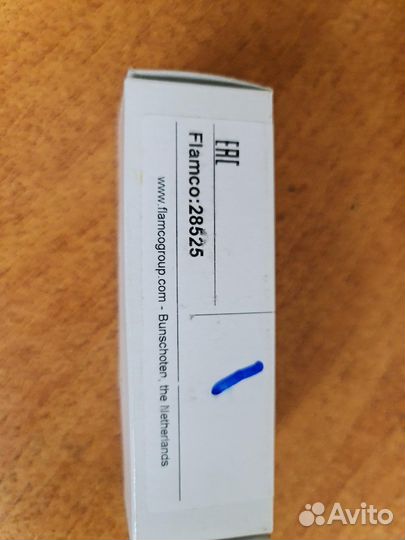 EAC
Flamco:28525
www.flamcogroup.com - Bunschoten, the Netherlands
Avito